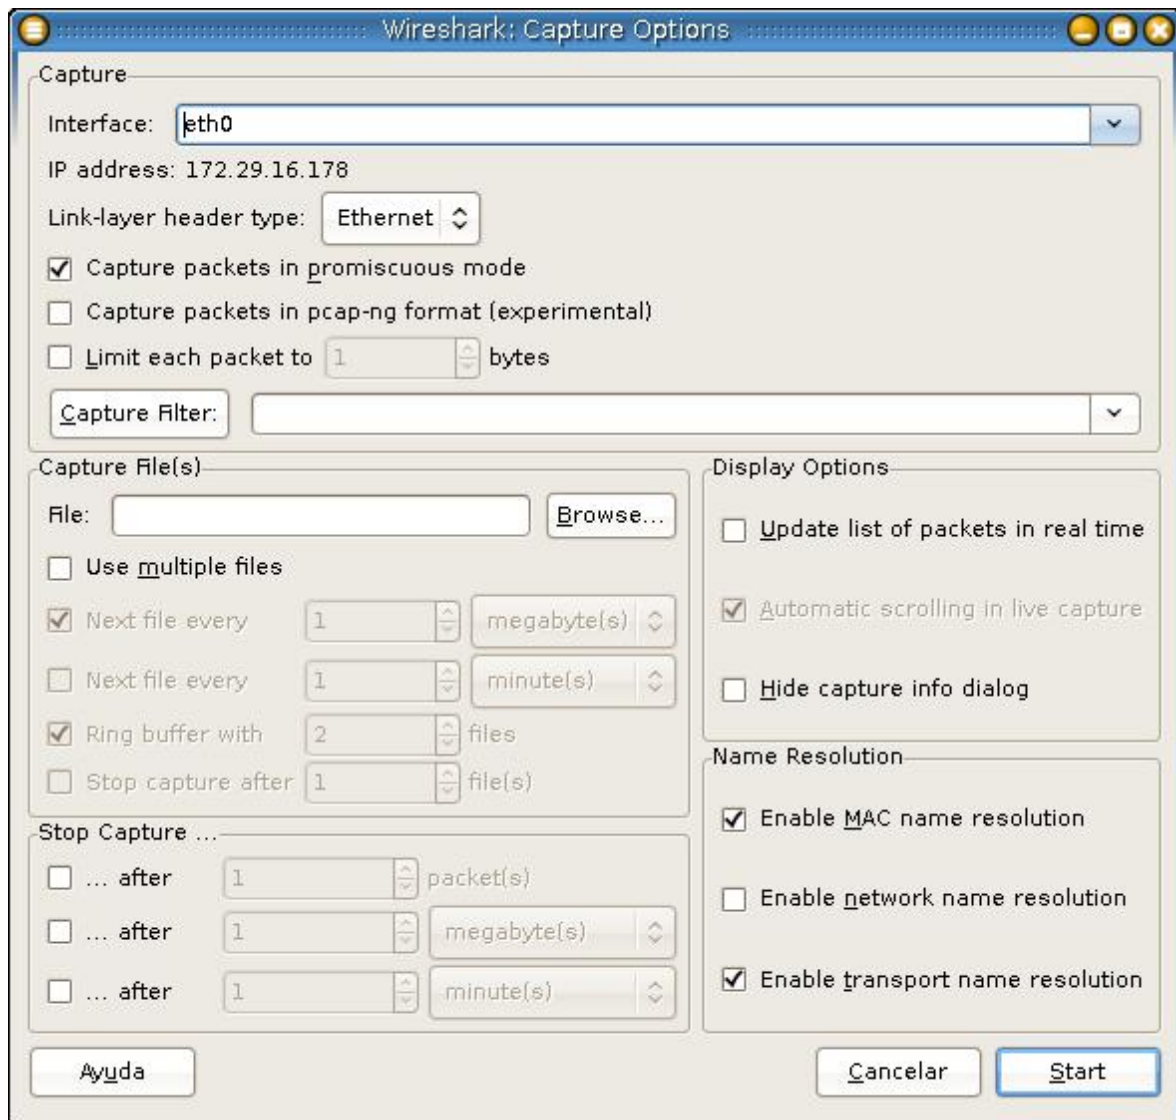 Wireshark: Capture Options
Capture
Interface: eth0
IP address: 172.29.16.178
Link-layer header type: Ethernet
Capture packets in promiscuous mode
Capture packets in pcap-ng format (experimental)
Limit each packet to 1 bytes
Capture Filter:
Capture File(s)
File: Browse...
Use multiple files
Next file every 1 megabyte(s)
Next file every 1 minute(s)
Ring buffer with 2 files
Stop capture after 1 file(s)
Stop Capture ...
... after 1 packet(s)
... after 1 megabyte(s)
... after 1 minute(s)
Display Options
Update list of packets in real time
Automatic scrolling in live capture
Hide capture info dialog
Name Resolution
Enable MAC name resolution
Enable network name resolution
Enable transport name resolution
Ayuda Cancelar Start